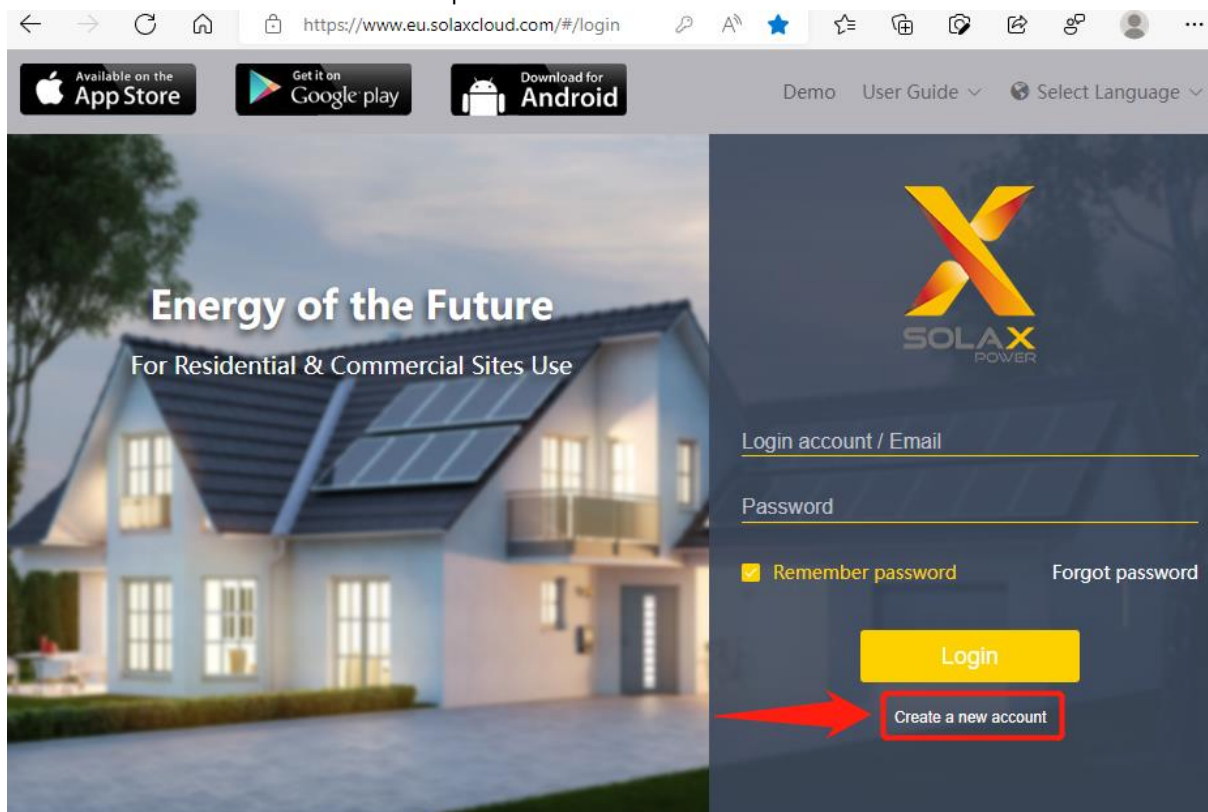 https://www.eu.solaxcloud.com/#/login
Available on the
App Store
Get it on
Google play
Download for
Android
Demo
User Guide
Select Language
Energy of the Future
For Residential & Commercial Sites Use
SOLAX
POWER
Login account / Email
Password
Remember password
Forgot password
Login
Create a new account